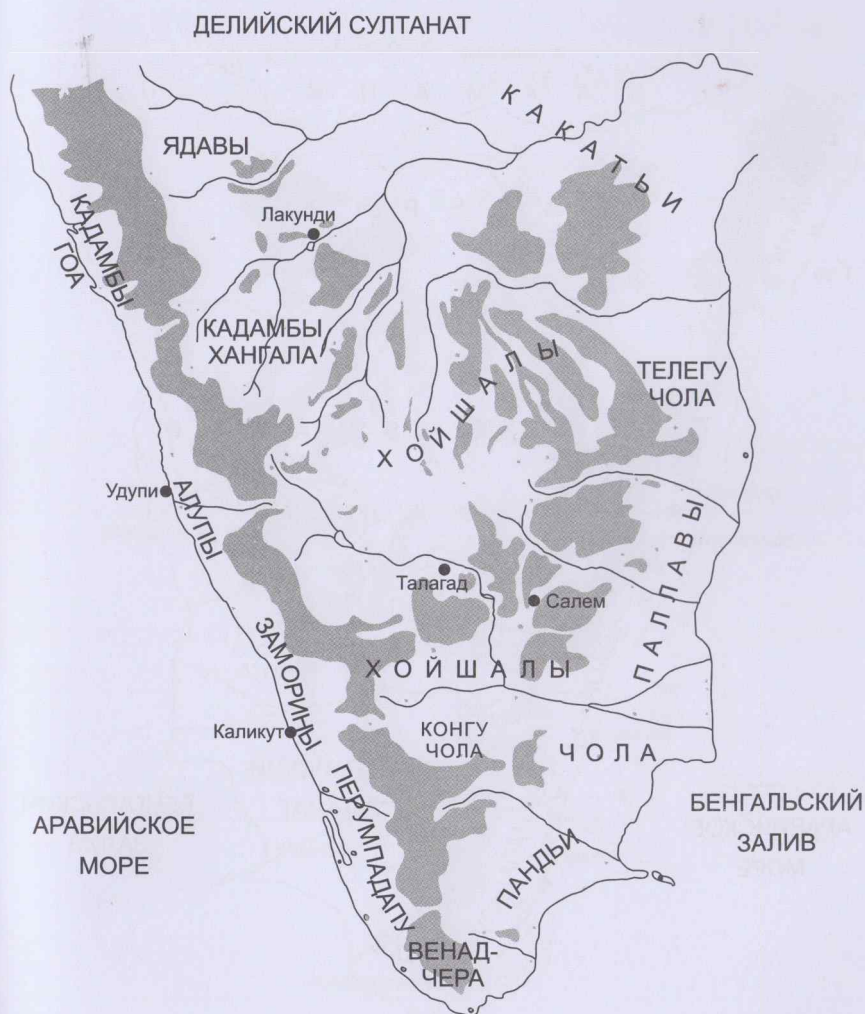 ДЕЛИЙСКИЙ СУЛТАНАТ
КАКАТЬИ
ЯДАВЫ
Лакунди
КАДАМБЫ
ГОА
КАДАМБЫ
ХАНГАЛА
ХОЙШАЛЫ
ТЕЛЕГУ
ЧОЛА
Удупи
АЛУПЫ
ПАЛЛАВЫ
Талагад
Салем
ЗАМОРИНЫ
ХОЙШАЛЫ
Каликут
КОНГУ
ЧОЛА
ЧОЛА
ПЕРУМПАДАПУ
АРАВИЙСКОЕ
МОРЕ
БЕНГАЛЬСКИЙ
ЗАЛИВ
ПАНДЬИ
ВЕНАД-
ЧЕРА